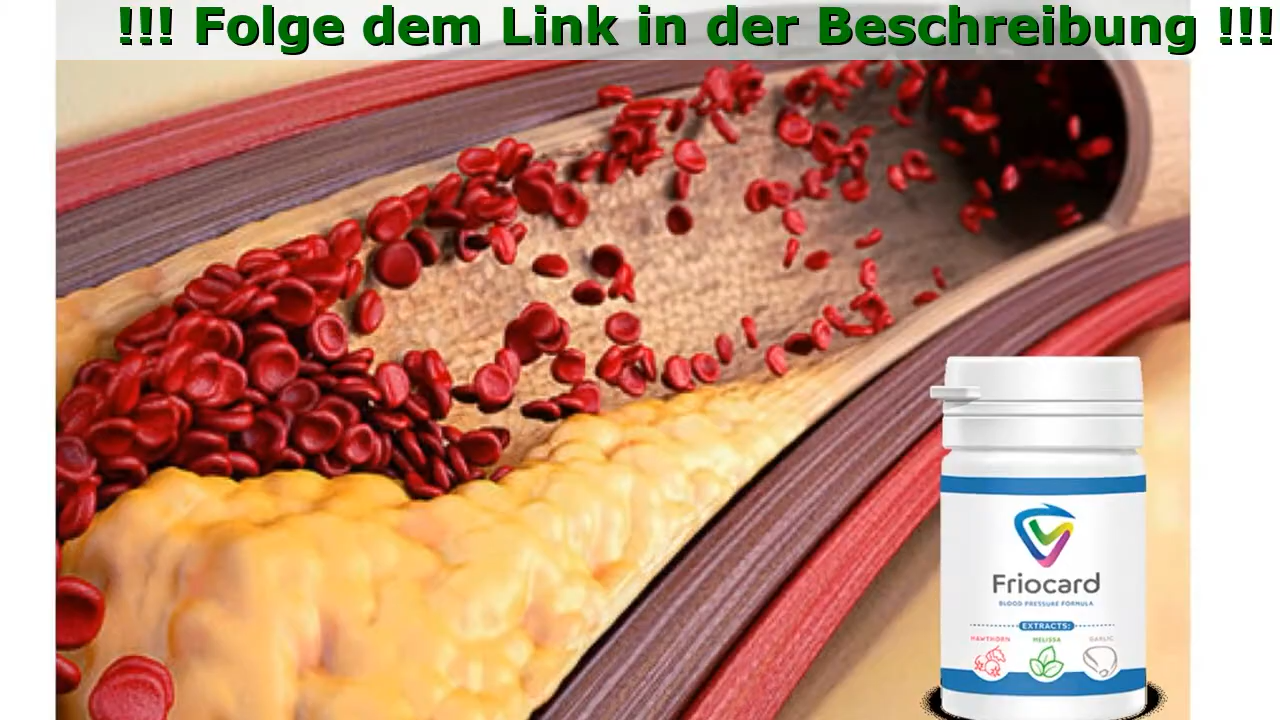 !!! Folge dem Link in der Beschreibung !!!
Friocard
BLOOD PRESSURE FORMULA
EXTRACTS:
HAWTHORN MELISSA GARLIC